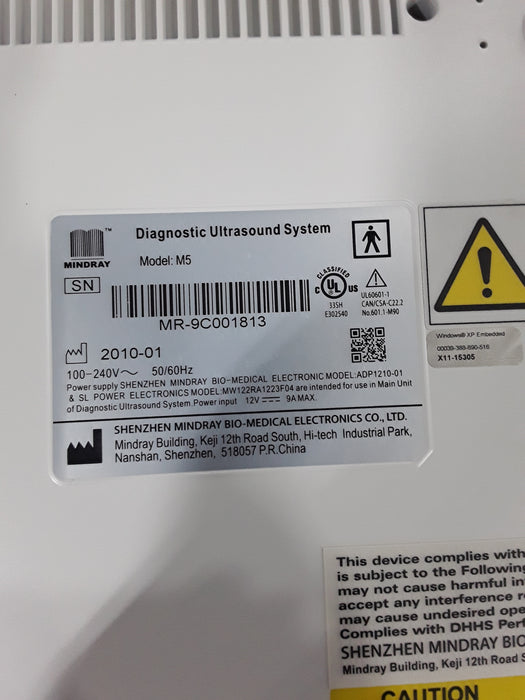 MINDRAY ™
Diagnostic Ultrasound System
Model: M5
SN
MR-9C001813
CLASSIFIED
C UL US
33SH
E302540
UL60601-1
CAN/CSA-C22.2
No.601.1-M90
2010-01
100-240V～ 50/60Hz
Power supply SHENZHEN MINDRAY BIO-MEDICAL ELECTRONIC MODEL:ADP1210-01
& SL POWER ELECTRONICS MODEL:MW122RA1223F04 are intended for use in Main Unit
of Diagnostic Ultrasound System. Power input 12V⎓ 9A MAX.
SHENZHEN MINDRAY BIO-MEDICAL ELECTRONICS CO., LTD.
Mindray Building, Keji 12th Road South, Hi-tech Industrial Park,
Nanshan, Shenzhen, 518057 P.R.China
Windows® XP Embedded
X11-15305
This device complies with
is subject to the Following
may not cause harmful in
accept any interference r
may cause undesired ope
Complies with DHHS Perf
SHENZHEN MINDRAY BIO
Mindray Building, Keji 12th Road S
CAUTION